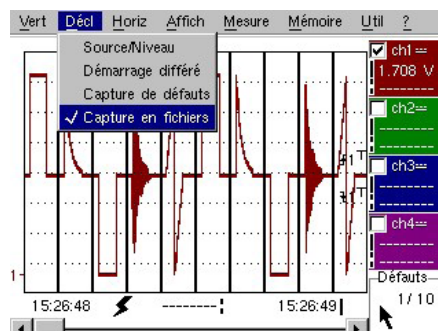 Vert Décl Horiz Affich Mesure Mémoire Util ?
Source/Niveau
Démarrage différé
Capture de défauts
✓ Capture en fichiers
ch1
1.708 V
ch2
ch3
ch4
1
Défauts
1/10
15:26:48 --------: 15:26:49